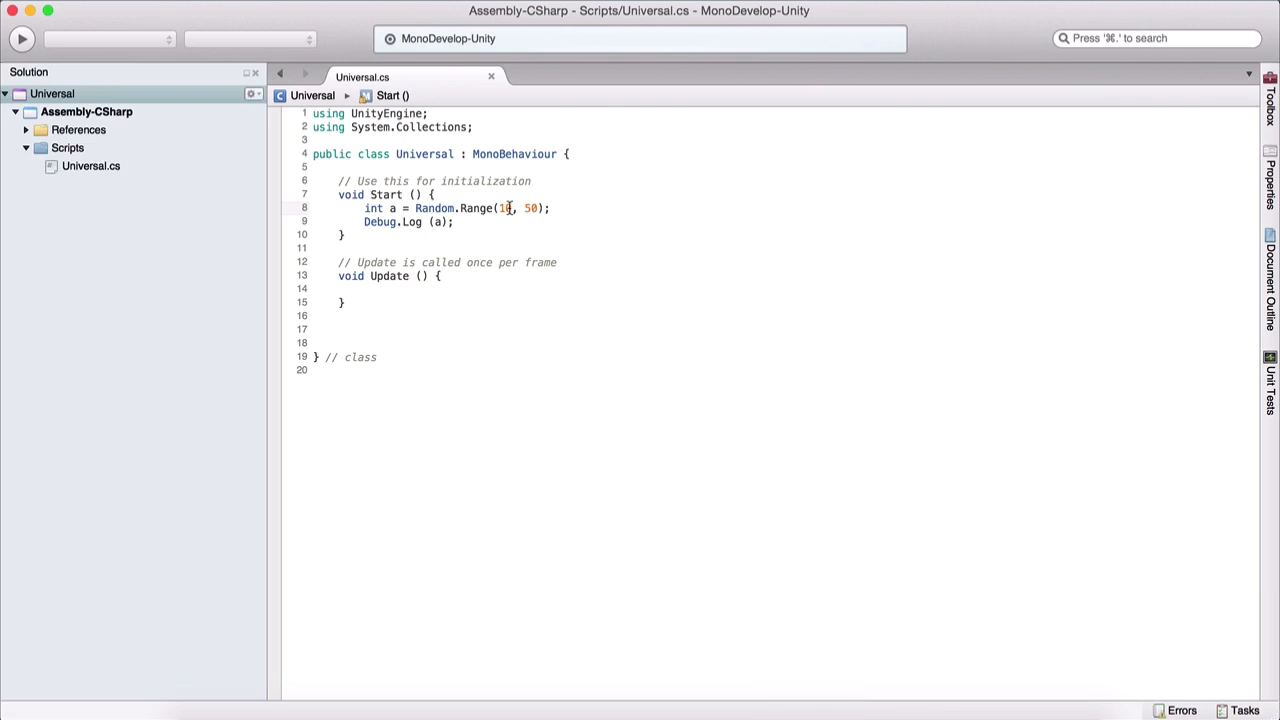 Assembly-CSharp - Scripts/Universal.cs - MonoDevelop-Unity
MonoDevelop-Unity
Press '⌘.' to search
Solution
Universal
Assembly-CSharp
References
Scripts
Universal.cs
Universal.cs
Universal
Start ()
1 using UnityEngine;
2 using System.Collections;
3
4 public class Universal : MonoBehaviour {
5
6 // Use this for initialization
7 void Start () {
8 int a = Random.Range(10, 50);
9 Debug.Log (a);
10 }
11
12 // Update is called once per frame
13 void Update () {
14
15 }
16
17
18
19 } // class
20
Toolbox
Properties
Document Outline
Unit Tests
Errors
Tasks